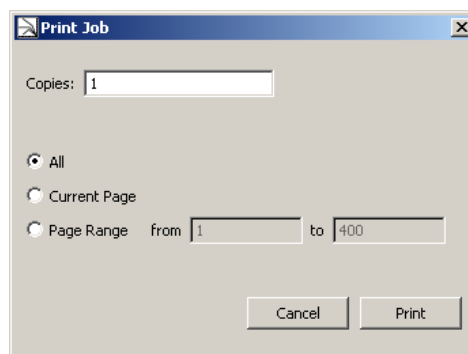 Print Job
Copies: 1
All
Current Page
Page Range from 1 to 400
Cancel Print